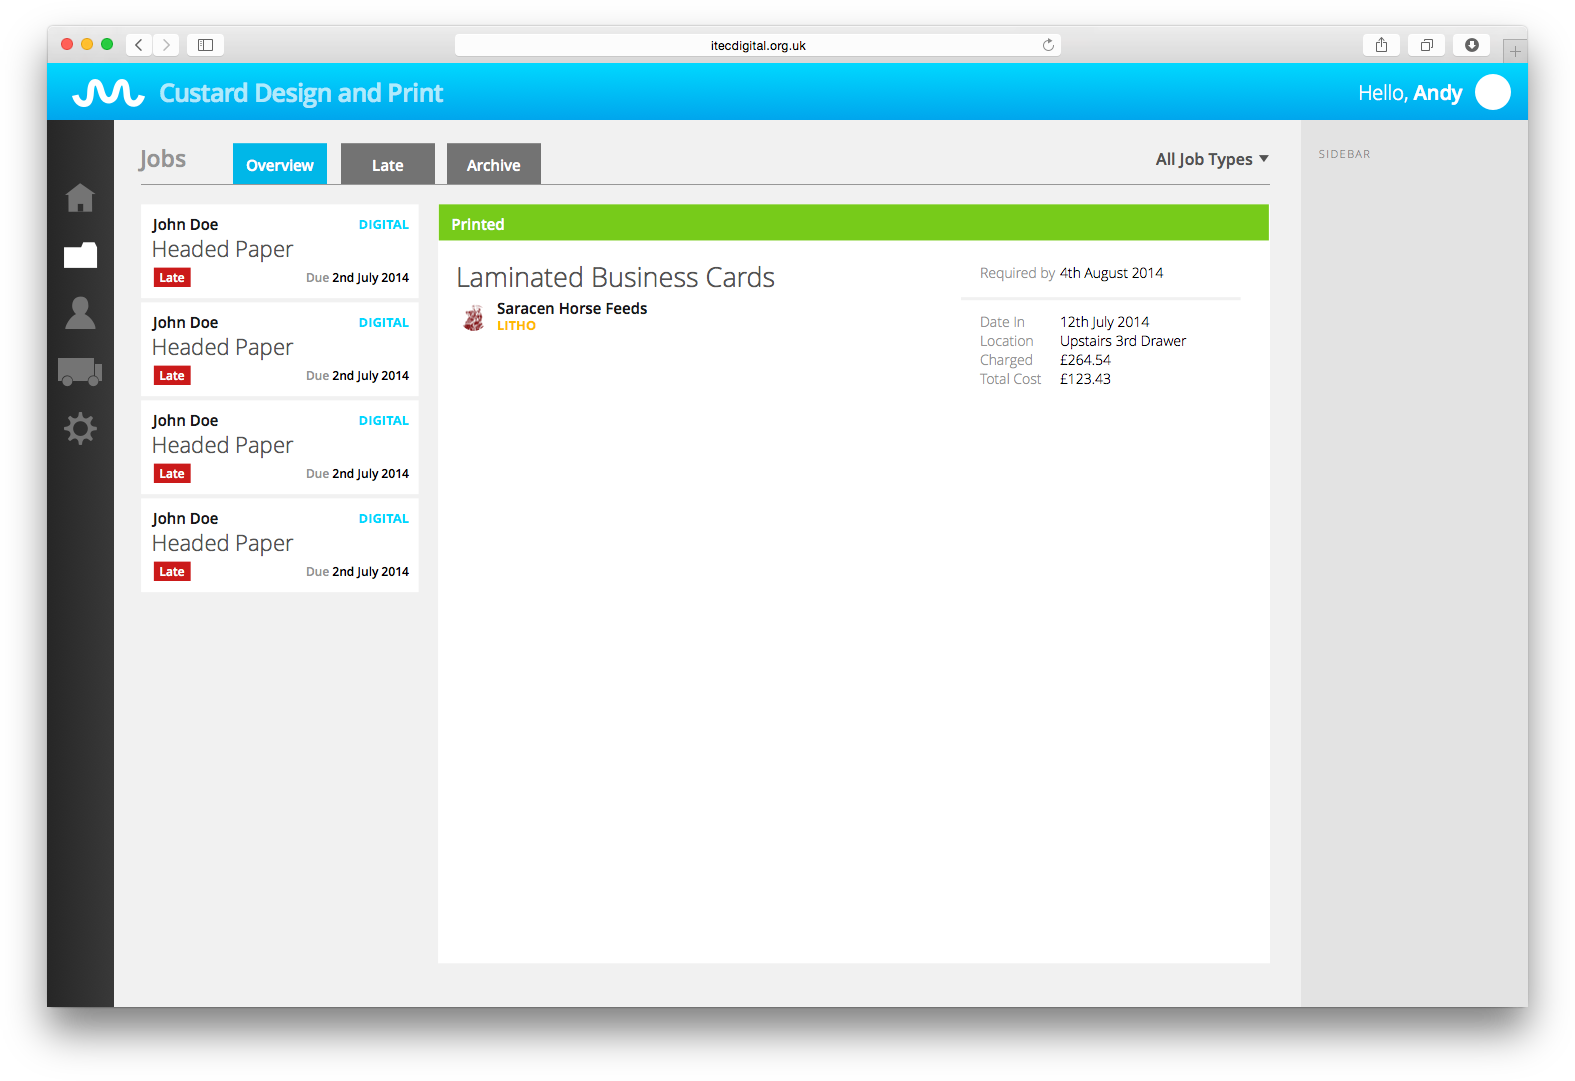 itecdigital.org.uk
Custard Design and Print
Hello, Andy
Jobs
Overview
Late
Archive
All Job Types
SIDEBAR
John Doe
DIGITAL
Headed Paper
Late
Due 2nd July 2014
John Doe
DIGITAL
Headed Paper
Late
Due 2nd July 2014
John Doe
DIGITAL
Headed Paper
Late
Due 2nd July 2014
John Doe
DIGITAL
Headed Paper
Late
Due 2nd July 2014
Printed
Laminated Business Cards
Saracen Horse Feeds
LITHO
Required by 4th August 2014
Date In 12th July 2014
Location Upstairs 3rd Drawer
Charged £264.54
Total Cost £123.43